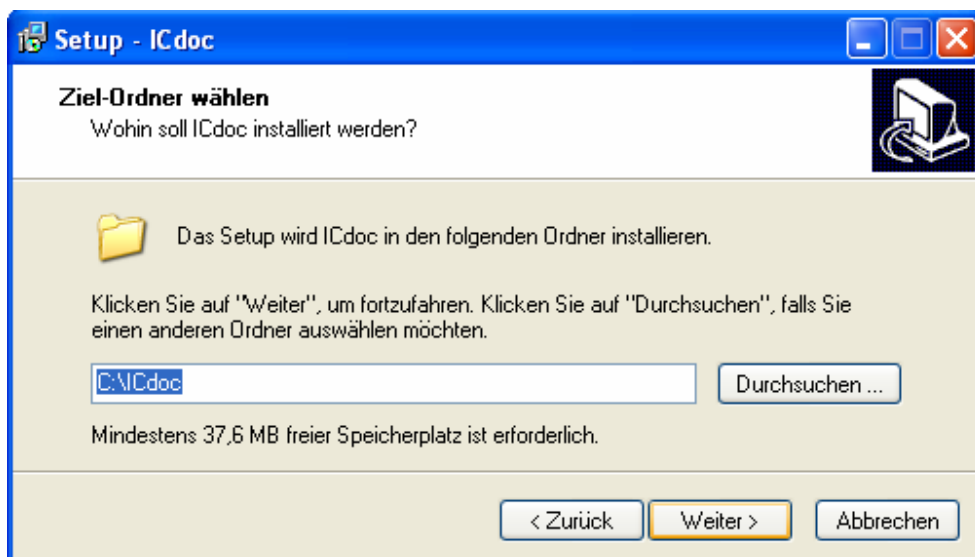 Setup - ICdoc
Ziel-Ordner wählen
Wohin soll ICdoc installiert werden?
Das Setup wird ICdoc in den folgenden Ordner installieren.
Klicken Sie auf "Weiter", um fortzufahren. Klicken Sie auf "Durchsuchen", falls Sie
einen anderen Ordner auswählen möchten.
C:\ICdoc
Durchsuchen ...
Mindestens 37,6 MB freier Speicherplatz ist erforderlich.
< Zurück
Weiter >
Abbrechen